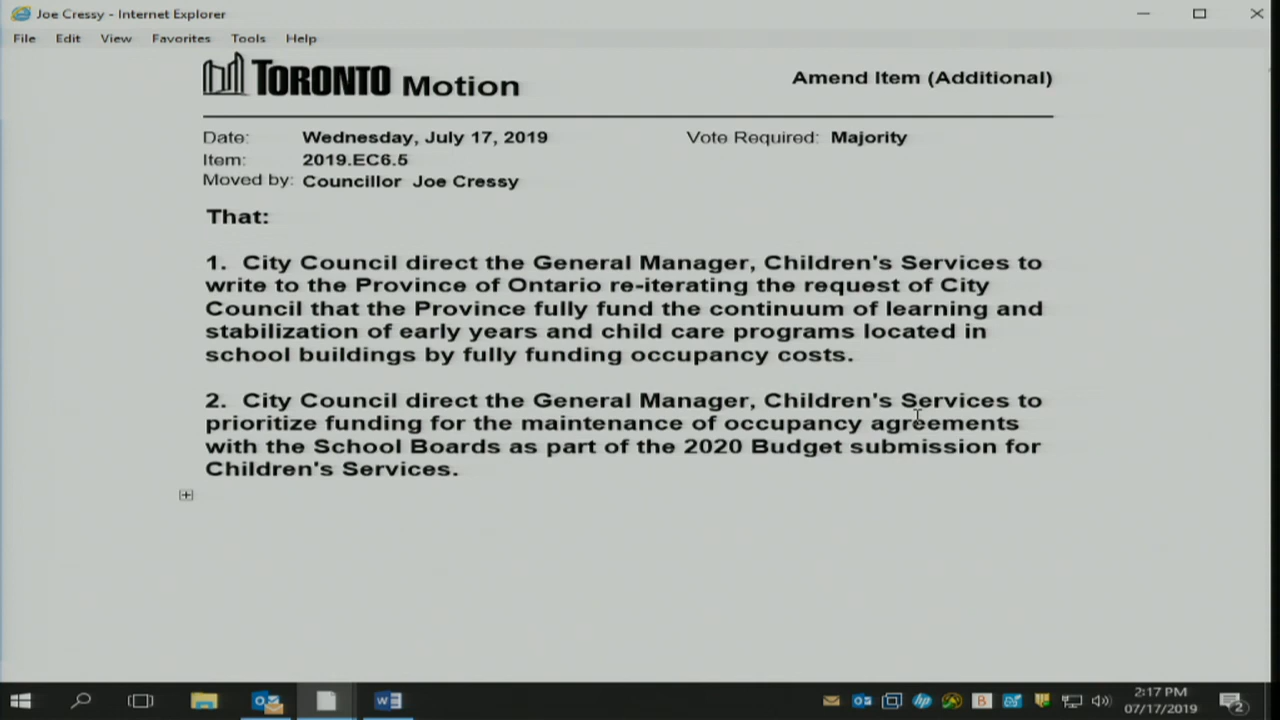 Joe Cressy - Internet Explorer
File Edit View Favorites Tools Help
TORONTO Motion
Amend Item (Additional)
Date: Wednesday, July 17, 2019 Vote Required: Majority
Item: 2019.EC6.5
Moved by: Councillor Joe Cressy
That:
1. City Council direct the General Manager, Children's Services to
write to the Province of Ontario re-iterating the request of City
Council that the Province fully fund the continuum of learning and
stabilization of early years and child care programs located in
school buildings by fully funding occupancy costs.
2. City Council direct the General Manager, Children's Services to
prioritize funding for the maintenance of occupancy agreements
with the School Boards as part of the 2020 Budget submission for
Children's Services.
2:17 PM
07/17/2019
2